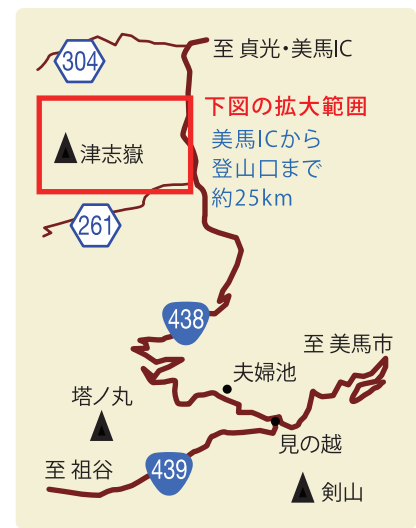 至 貞光・美馬IC
304
下図の拡大範囲
美馬ICから
登山口まで
約25km
津志嶽
261
438
至 美馬市
夫婦池
塔ノ丸
見の越
至 祖谷
439
剣山